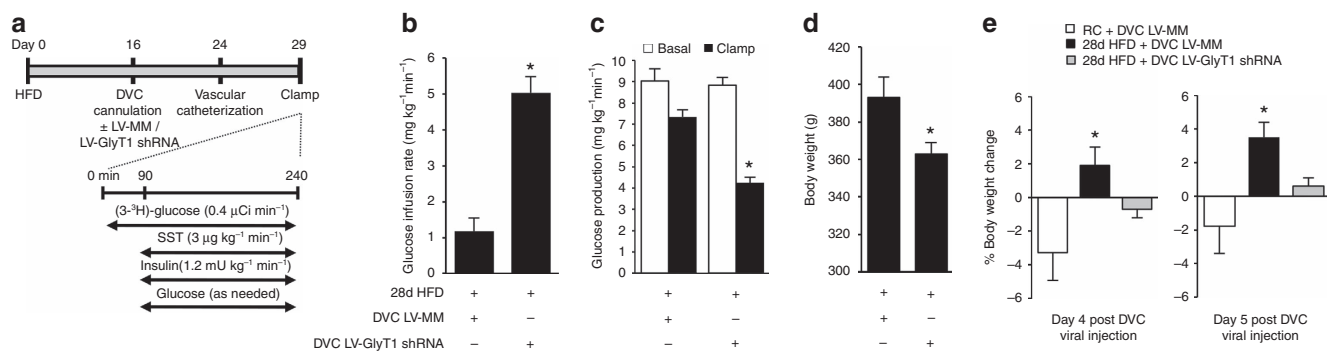 a
Day 0 16 24 29
HFD DVC Vascular Clamp
cannulation catheterization
± LV-MM /
LV-GlyT1 shRNA
0 min 90 240
(3-³H)-glucose (0.4 μCi min⁻¹)
SST (3 μg kg⁻¹ min⁻¹)
Insulin(1.2 mU kg⁻¹ min⁻¹)
Glucose (as needed)
b
Glucose infusion rate (mg kg⁻¹min⁻¹)
6
5
4
3
2
1
0
*
28d HFD + +
DVC LV-MM + –
DVC LV-GlyT1 shRNA – +
c
Basal Clamp
Glucose production (mg kg⁻¹min⁻¹)
10
9
8
7
6
5
4
3
2
1
0
*
+ +
+ –
– +
d
Body weight (g)
420
400
380
360
340
320
300
*
+ +
+ –
– +
e
RC + DVC LV-MM
28d HFD + DVC LV-MM
28d HFD + DVC LV-GlyT1 shRNA
% Body weight change
6
4
2
0
−2
−4
−6
*
Day 4 post DVC
viral injection
6
4
2
0
−2
−4
−6
*
Day 5 post DVC
viral injection